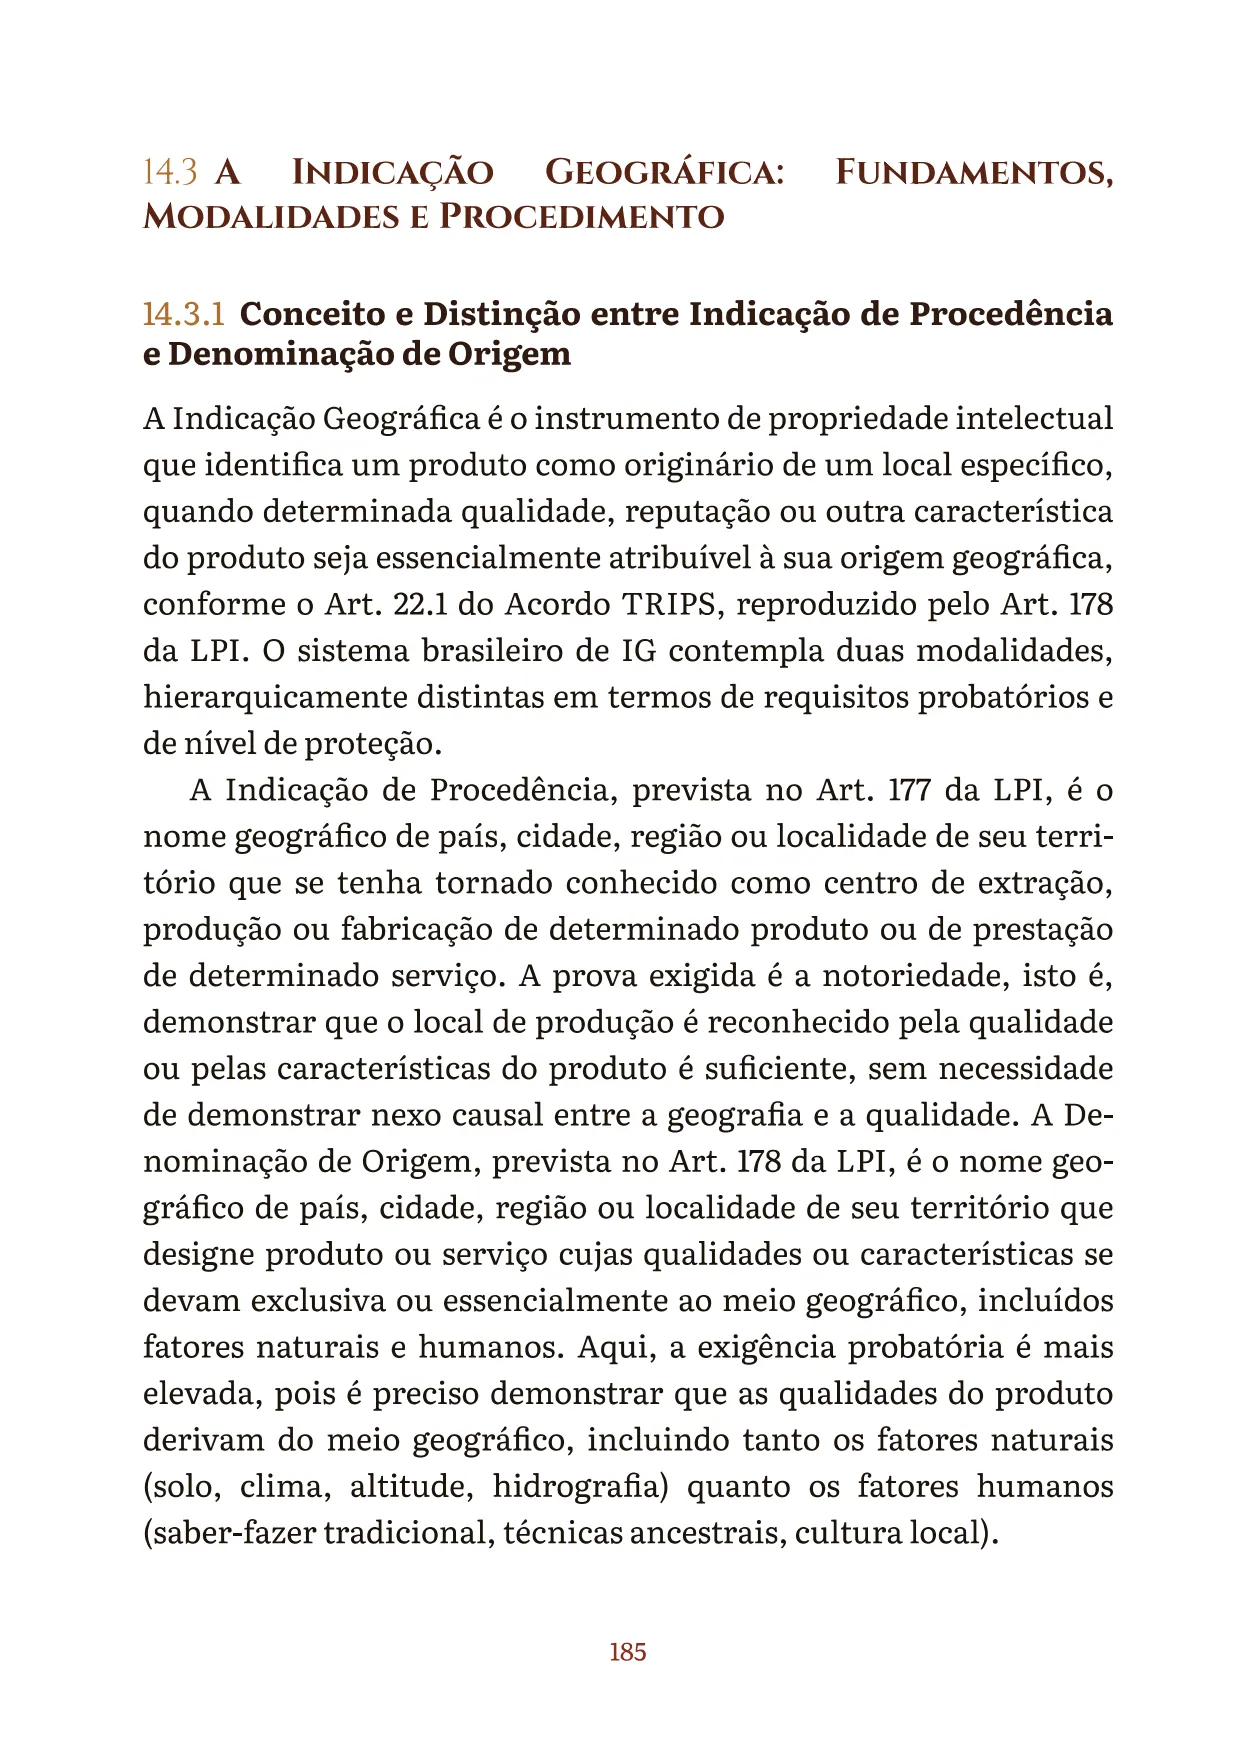 14.3 A Indicação Geográfica: Fundamentos,
Modalidades e Procedimento
14.3.1 Conceito e Distinção entre Indicação de Procedência
e Denominação de Origem
A Indicação Geográfica é o instrumento de propriedade intelectual
que identifica um produto como originário de um local específico,
quando determinada qualidade, reputação ou outra característica
do produto seja essencialmente atribuível à sua origem geográfica,
conforme o Art. 22.1 do Acordo TRIPS, reproduzido pelo Art. 178
da LPI. O sistema brasileiro de IG contempla duas modalidades,
hierarquicamente distintas em termos de requisitos probatórios e
de nível de proteção.
A Indicação de Procedência, prevista no Art. 177 da LPI, é o
nome geográfico de país, cidade, região ou localidade de seu terri-
tório que se tenha tornado conhecido como centro de extração,
produção ou fabricação de determinado produto ou de prestação
de determinado serviço. A prova exigida é a notoriedade, isto é,
demonstrar que o local de produção é reconhecido pela qualidade
ou pelas características do produto é suficiente, sem necessidade
de demonstrar nexo causal entre a geografia e a qualidade. A De-
nominação de Origem, prevista no Art. 178 da LPI, é o nome geo-
gráfico de país, cidade, região ou localidade de seu território que
designe produto ou serviço cujas qualidades ou características se
devam exclusiva ou essencialmente ao meio geográfico, incluídos
fatores naturais e humanos. Aqui, a exigência probatória é mais
elevada, pois é preciso demonstrar que as qualidades do produto
derivam do meio geográfico, incluindo tanto os fatores naturais
(solo, clima, altitude, hidrografia) quanto os fatores humanos
(saber-fazer tradicional, técnicas ancestrais, cultura local).
185